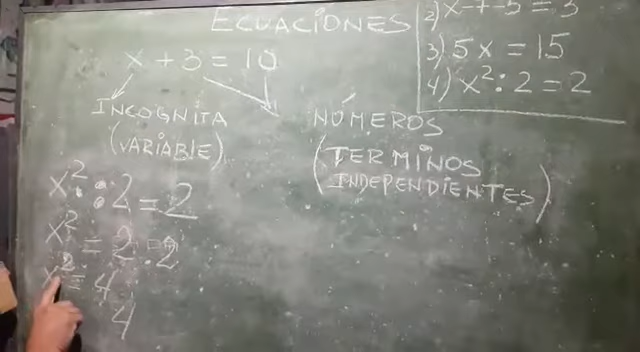 ECUACIONES
x + 3 = 10
INCOGNITA
(VARIABLE)
NÚMEROS
(TERMINOS
INDEPENDIENTES)
3) 5x = 15
4) x² : 2 = 2
x² : 2 = 2
x² = 2 . 2
x² = 4
4